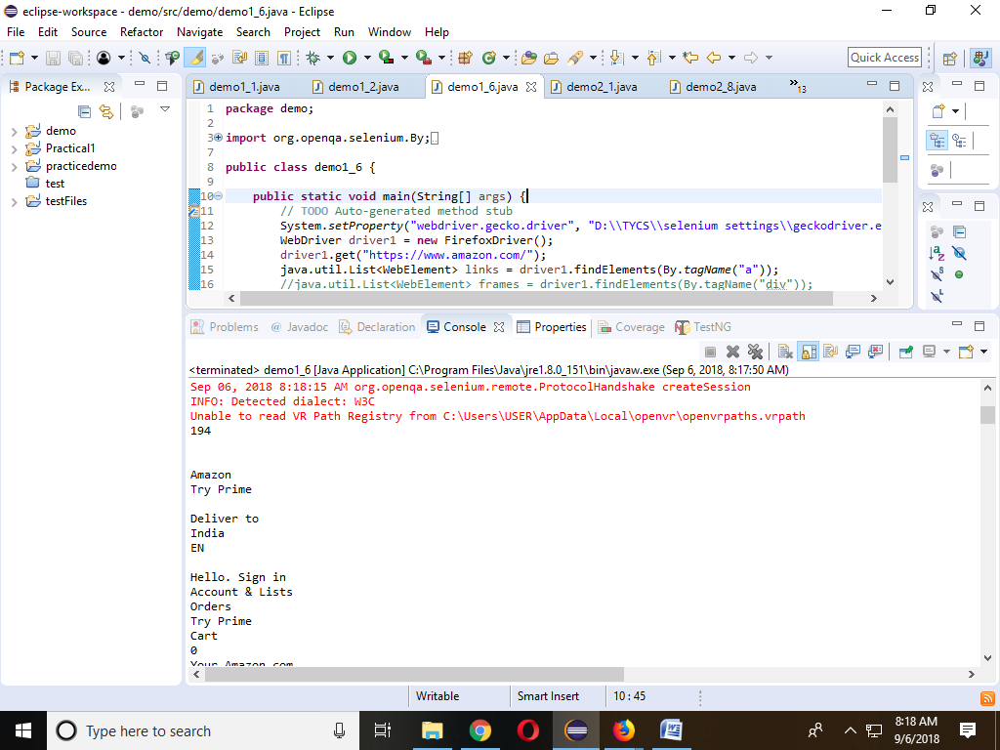 eclipse-workspace - demo/src/demo/demo1_6.java - Eclipse
File Edit Source Refactor Navigate Search Project Run Window Help
Quick Access
Package Ex...
demo1_1.java demo1_2.java demo1_6.java demo2_1.java demo2_8.java »13
demo
Practical1
practicedemo
test
testFiles
1 package demo;
2
3 import org.openqa.selenium.By;
7
8 public class demo1_6 {
9
10 public static void main(String[] args) {
11 // TODO Auto-generated method stub
12 System.setProperty("webdriver.gecko.driver", "D:\\TYCS\\selenium settings\\geckodriver.e
13 WebDriver driver1 = new FirefoxDriver();
14 driver1.get("https://www.amazon.com/");
15 java.util.List<WebElement> links = driver1.findElements(By.tagName("a"));
16 //java.util.List<WebElement> frames = driver1.findElements(By.tagName("div"));
Problems @ Javadoc Declaration Console Properties Coverage TestNG
<terminated> demo1_6 [Java Application] C:\Program Files\Java\jre1.8.0_151\bin\javaw.exe (Sep 6, 2018, 8:17:50 AM)
Sep 06, 2018 8:18:15 AM org.openqa.selenium.remote.ProtocolHandshake createSession
INFO: Detected dialect: W3C
Unable to read VR Path Registry from C:\Users\USER\AppData\Local\openvr\openvrpaths.vrpath
194
Amazon
Try Prime
Deliver to
India
EN
Hello. Sign in
Account & Lists
Orders
Try Prime
Cart
0
Your Amazon.com
Writable Smart Insert 10 : 45
Type here to search
8:18 AM
9/6/2018